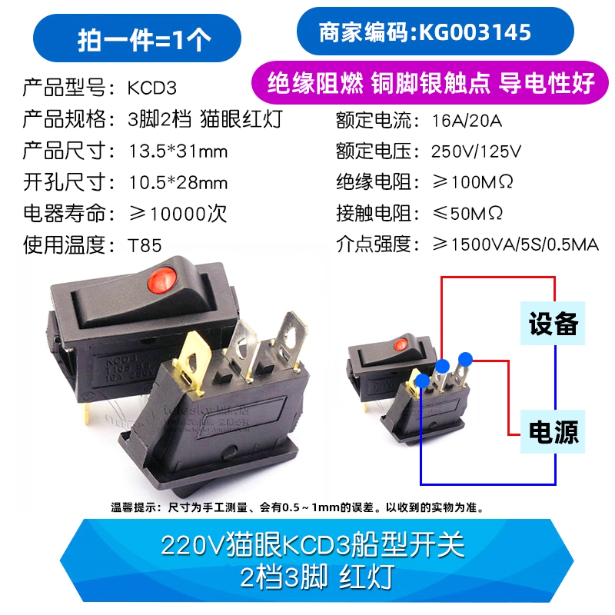 拍一件=1个
商家编码:KG003145
绝缘阻燃 铜脚银触点 导电性好
产品型号: KCD3
产品规格: 3脚2档 猫眼红灯
产品尺寸: 13.5*31mm
开孔尺寸: 10.5*28mm
电器寿命: ≥10000次
使用温度: T85
额定电流: 16A/20A
额定电压: 250V/125V
绝缘电阻: ≥100MΩ
接触电阻: ≤50MΩ
介点强度: ≥1500VA/5S/0.5MA
KCD3
设备
电源
温馨提示: 尺寸为手工测量、会有0.5~1mm的误差。以收到的实物为准。
220V猫眼KCD3船型开关
2档3脚 红灯